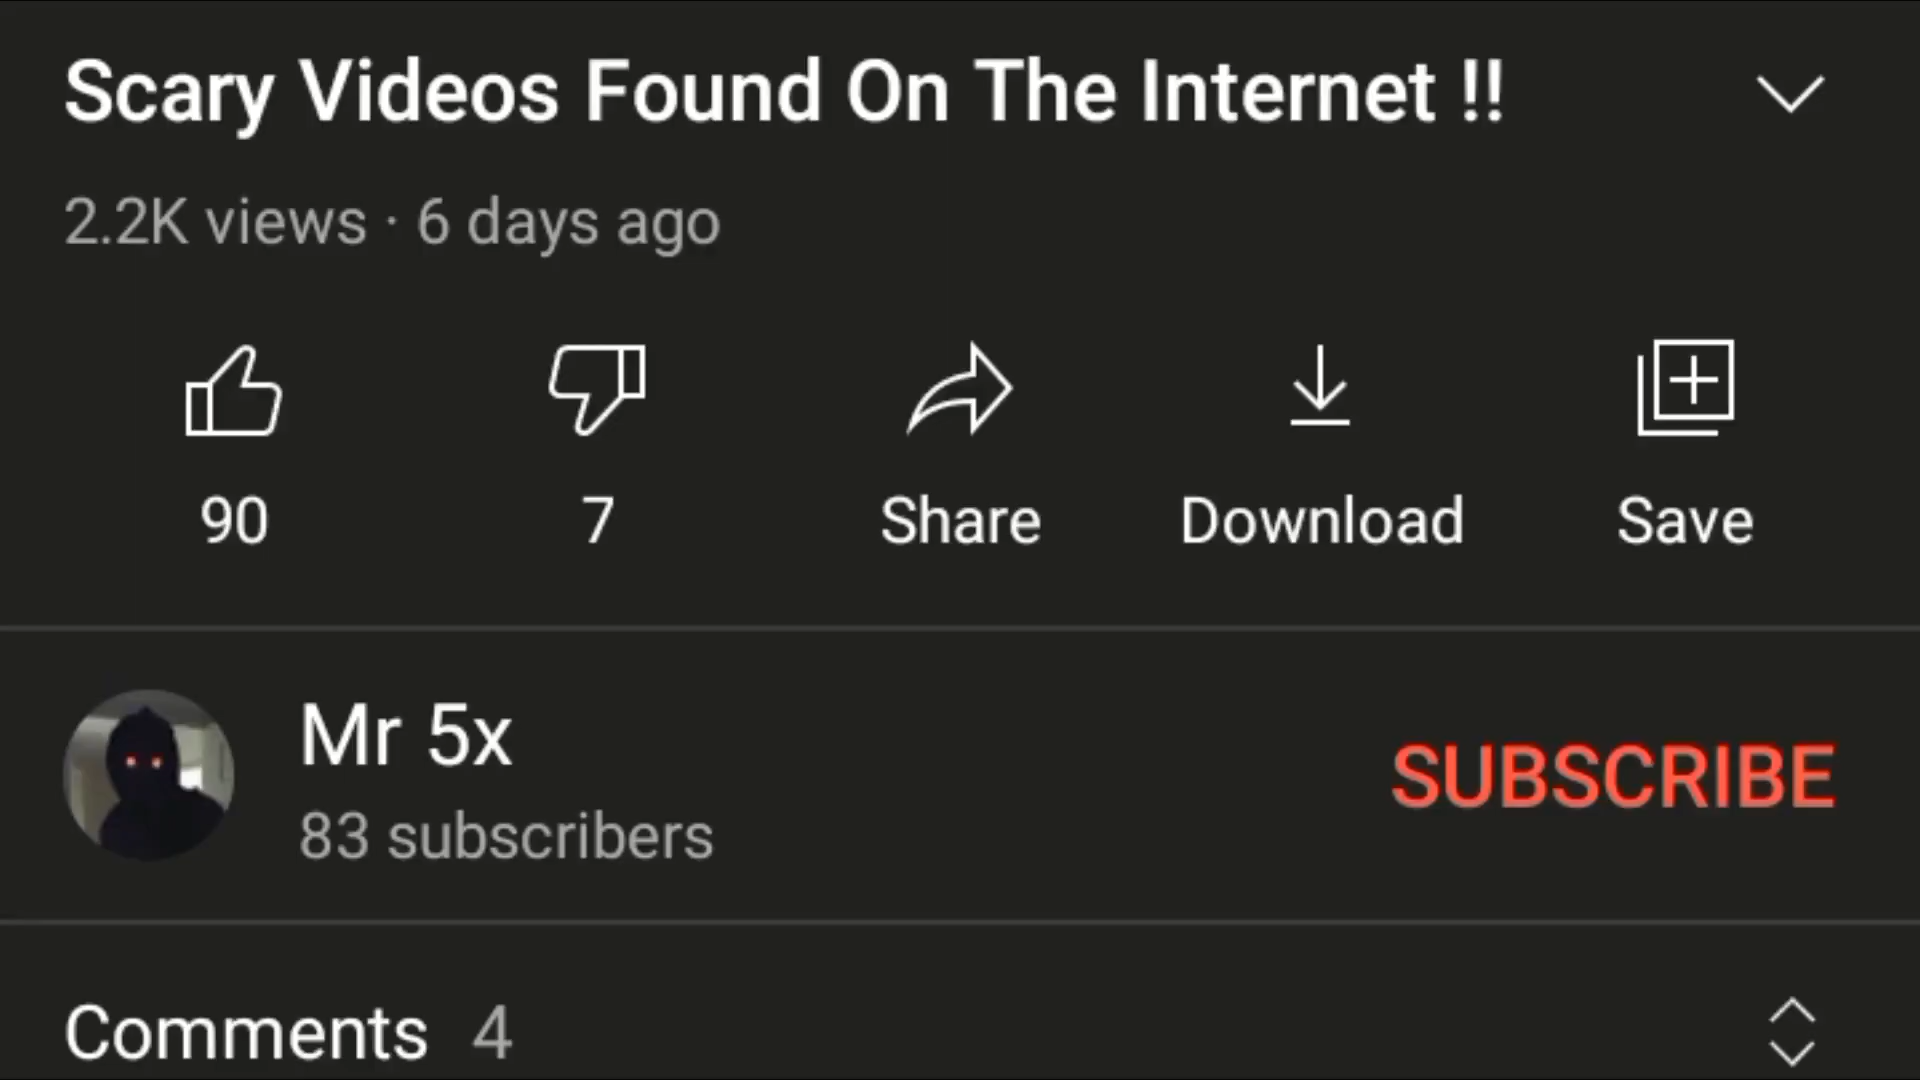 Scary Videos Found On The Internet !!
2.2K views · 6 days ago
90 7 Share Download Save
Mr 5x
SUBSCRIBE
83 subscribers
Comments 4